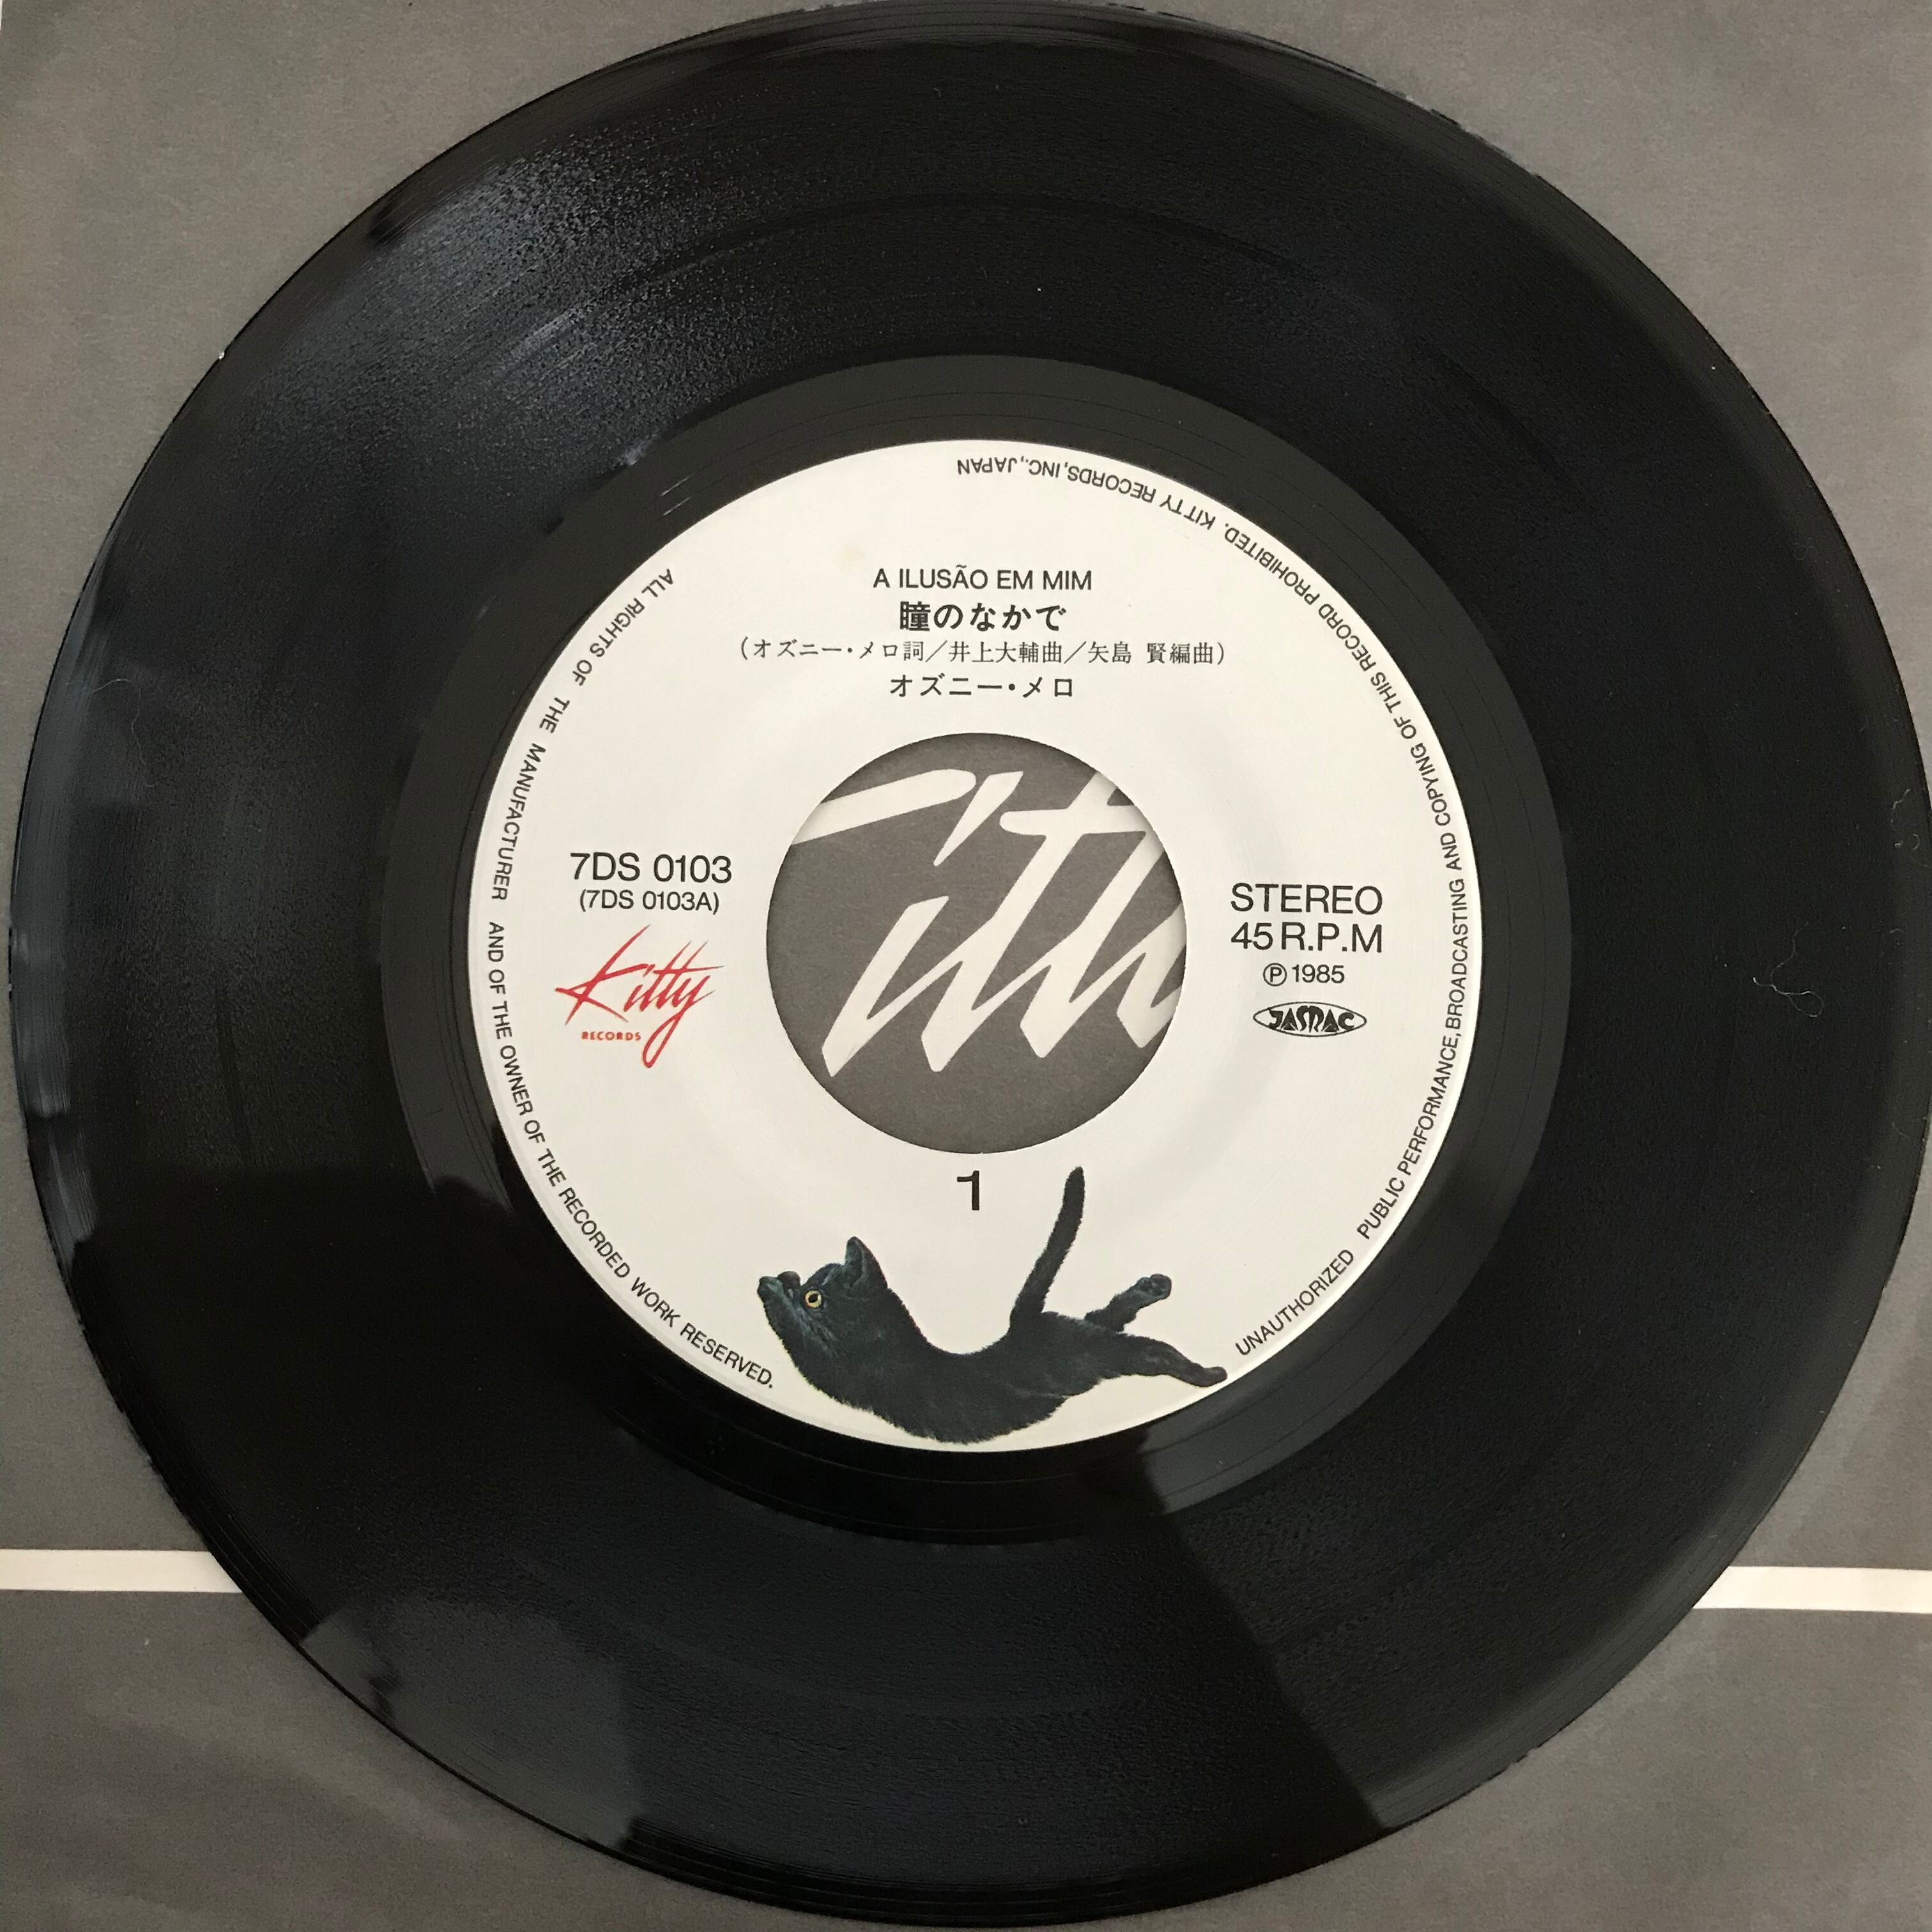 A ILUSÃO EM MIM
瞳のなかで
(オズニー・メロ詞/井上大輔曲/矢島 賢編曲)
オズニー・メロ
7DS 0103
(7DS 0103A)
Kitty
RECORDS
STEREO
45 R.P.M
Ⓟ 1985
JASRAC
1
ALL RIGHTS OF THE MANUFACTURER AND OF THE OWNER OF THE RECORDED WORK RESERVED.
UNAUTHORIZED PUBLIC PERFORMANCE, BROADCASTING AND COPYING OF THIS RECORD PROHIBITED. KITTY RECORDS, INC., JAPAN